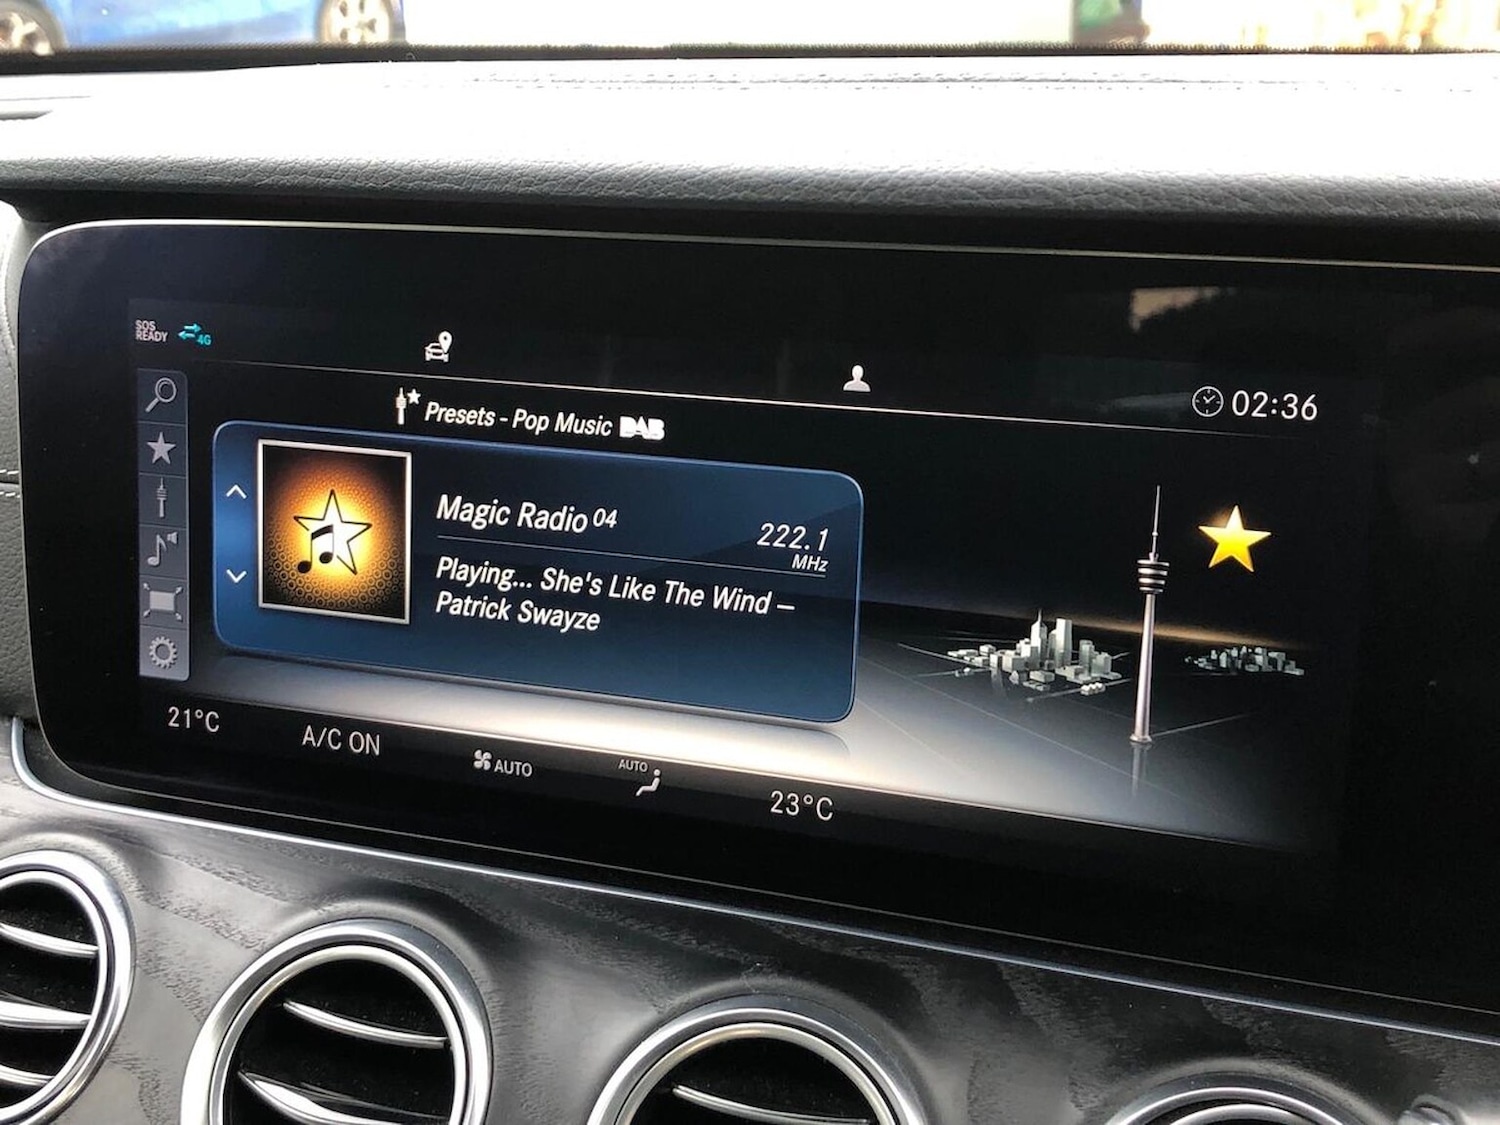 SOS
READY
4G
02:36
Presets - Pop Music DAB
Magic Radio 04
222.1
MHz
Playing... She's Like The Wind –
Patrick Swayze
21°C
A/C ON
AUTO
AUTO
23°C